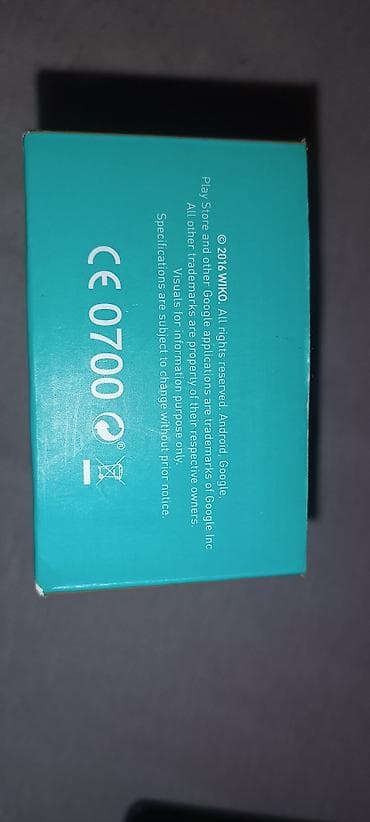 © 2016 WIKO. All rights reserved. Android, Google,
Play Store and other Google applications are trademarks of Google Inc
All other trademarks are property of their respective owners.
Visuals for information purpose only.
Specifications are subject to change without prior notice.
CE 0700